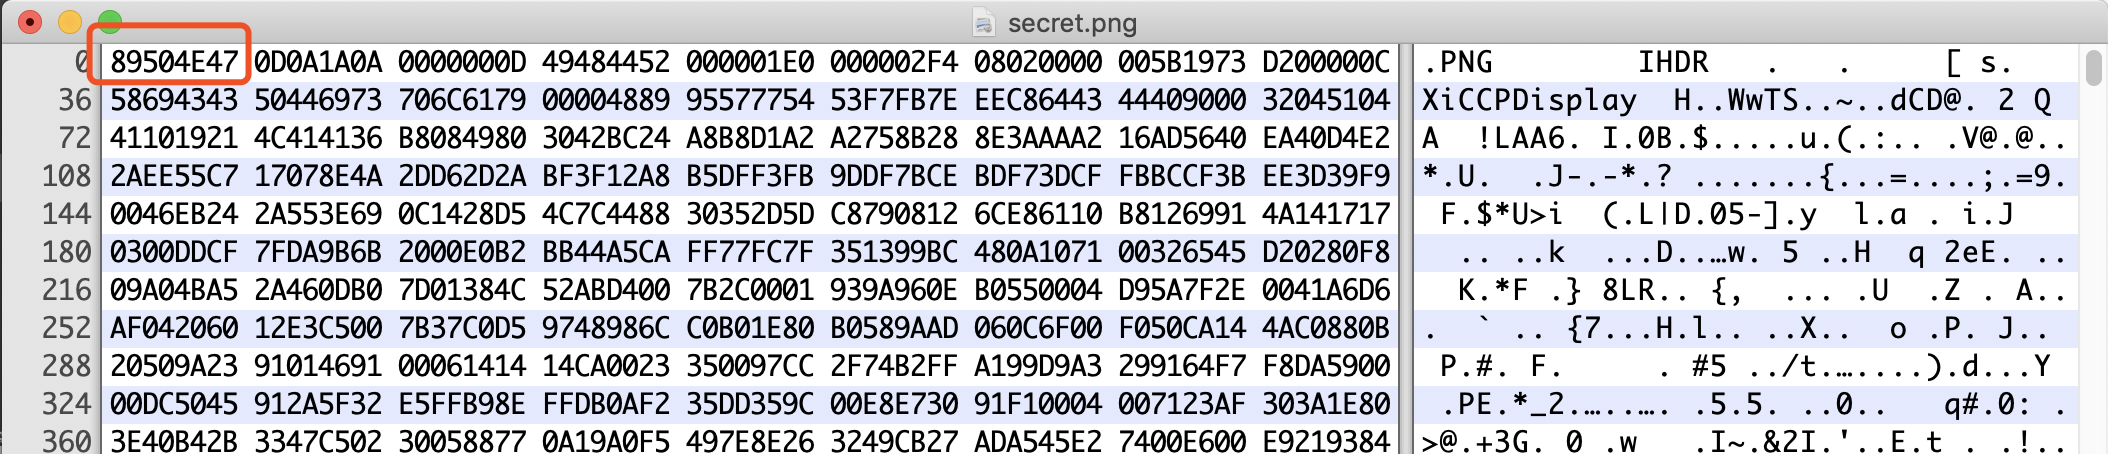 secret.png
0 89504E47 0D0A1A0A 0000000D 49484452 000001E0 000002F4 08020000 005B1973 D200000C .PNG IHDR . . [ s.
36 58694343 50446973 706C6179 00004889 95577754 53F7FB7E EEC86443 44409000 32045104 XiCCPDisplay H..WwTS..~..dCD@. 2 Q
72 41101921 4C414136 B8084980 3042BC24 A8B8D1A2 A2758B28 8E3AAAA2 16AD5640 EA40D4E2 A !LAA6. I.0B.$.....u.(.:.. .V@.@..
108 2AEE55C7 17078E4A 2DD62D2A BF3F12A8 B5DFF3FB 9DDF7BCE BDF73DCF FBBCCF3B EE3D39F9 *.U. .J-.-*.? .......{...=....;.=9.
144 0046EB24 2A553E69 0C1428D5 4C7C4488 30352D5D C8790812 6CE86110 B8126991 4A141717 F.$*U>i (.L|D.05-].y l.a . i.J
180 0300DDCF 7FDA9B6B 2000E0B2 BB44A5CA FF77FC7F 351399BC 480A1071 00326545 D20280F8 .. ..k ...D..…w. 5 ..H q 2eE. ..
216 09A04BA5 2A460DB0 7D01384C 52ABD400 7B2C0001 939A960E B0550004 D95A7F2E 0041A6D6 K.*F .} 8LR.. {, ... .U .Z . A..
252 AF042060 12E3C500 7B37C0D5 9748986C C0B01E80 B0589AAD 060C6F00 F050CA14 4AC0880B . ` .. {7...H.l.. ..X.. o .P. J..
288 20509A23 91014691 00061414 14CA0023 350097CC 2F74B2FF A199D9A3 299164F7 F8DA5900 P.#. F. . #5 ../t.…....).d...Y
324 00DC5045 912A5F32 E5FFB98E FFDB0AF2 35DD359C 00E8E730 91F10004 007123AF 303A1E80 .PE.*_2.…..…. .5.5. ..0.. q#.0: .
360 3E40B42B 3347C502 30058877 0A19A0F5 497E8E26 3249CB27 ADA545E2 7400E600 E9219384 >@.+3G. 0 .w .I~.&2I.'..E.t . .!..